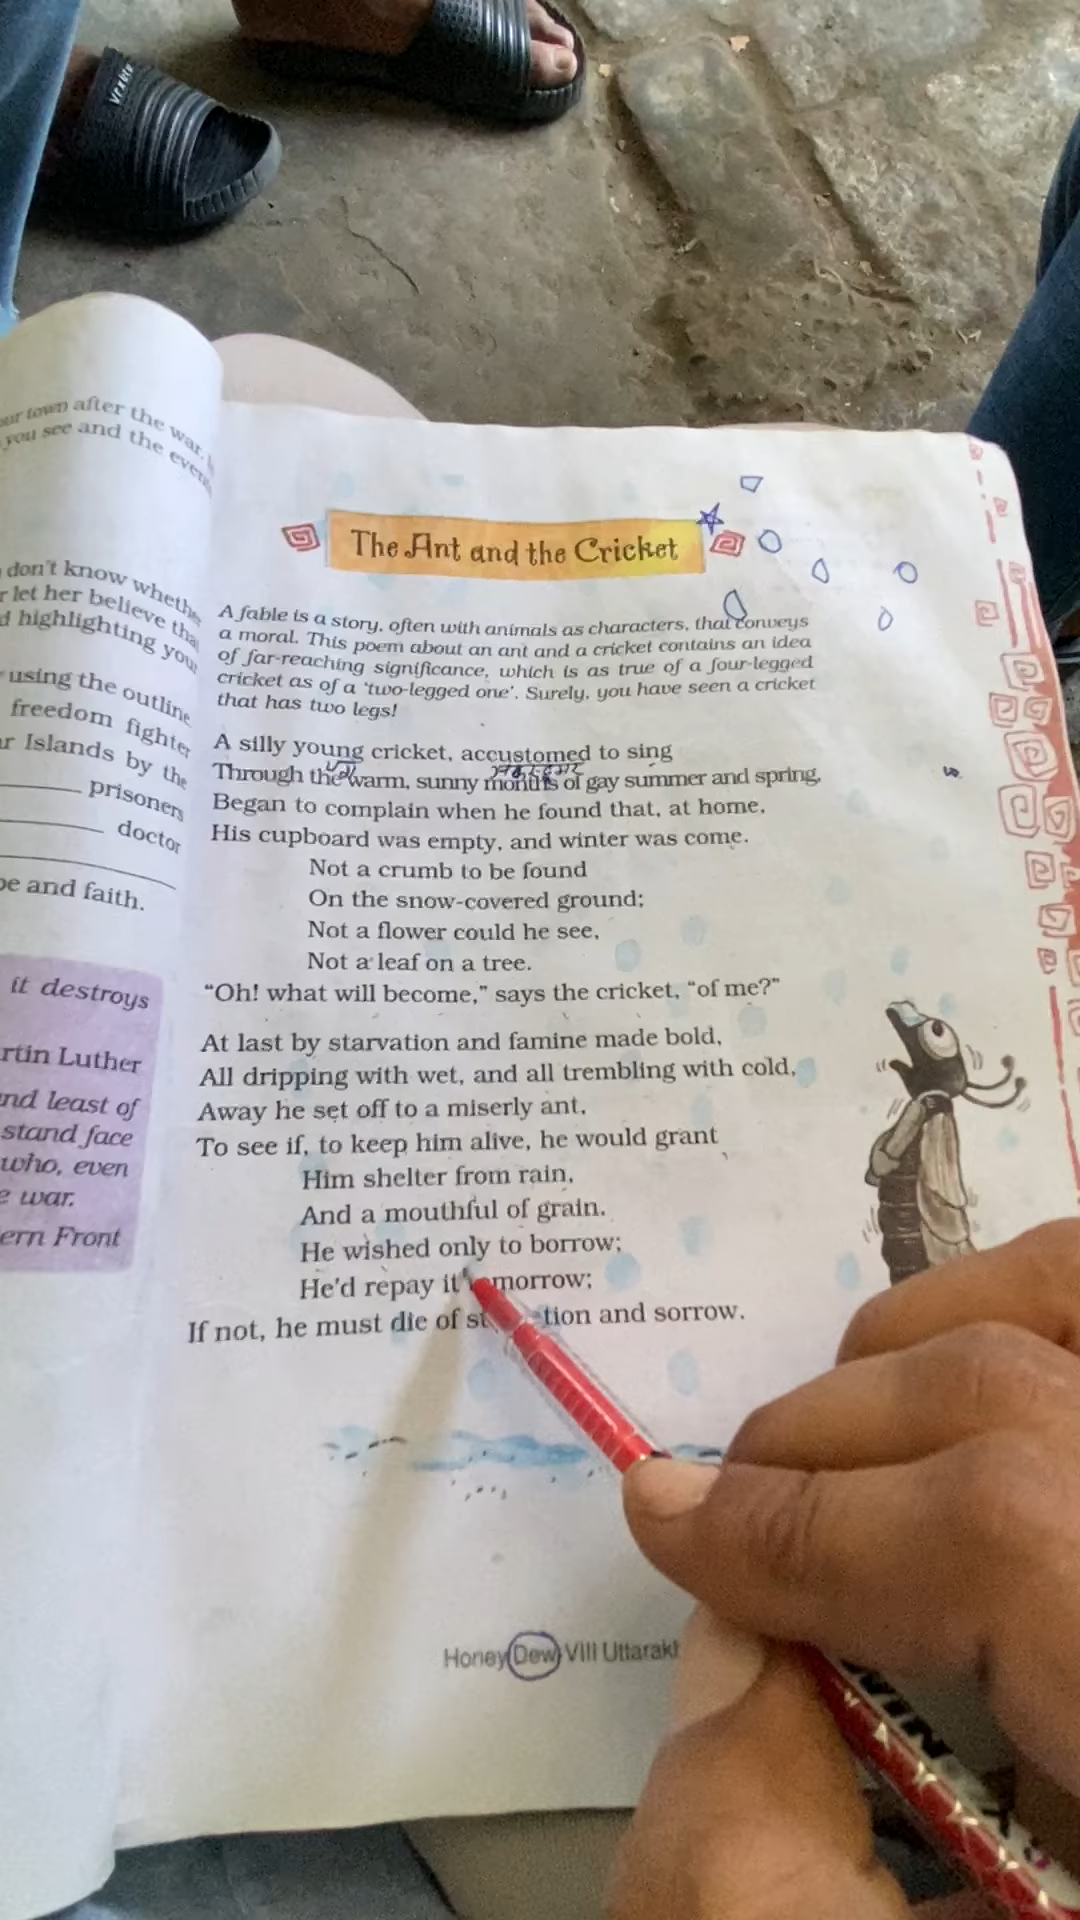 Vrxktx
our town after the war.
you see and the
don't know
r let her believe
d highlighting
using the outline
freedom fighter
ar Islands by the
prisoners
doctor
pe and faith.
it destroys
rtin Luther
nd least of
stand face
who, even
e war.
ern Front
The Ant and the Cricket
A fable is a story, often with animals as characters, that conveys
a moral. This poem about an ant and a cricket contains an idea
of far-reaching significance, which is as true of a four-legged
cricket as of a 'two-legged one'. Surely, you have seen a cricket
that has two legs!
A silly young cricket, accustomed to sing
Through the warm, sunny months of gay summer and spring,
Began to complain when he found that, at home,
His cupboard was empty, and winter was come.
Not a crumb to be found
On the snow-covered ground;
Not a flower could he see,
Not a leaf on a tree.
"Oh! what will become," says the cricket, "of me?"
At last by starvation and famine made bold,
All dripping with wet, and all trembling with cold,
Away he set off to a miserly ant,
To see if, to keep him alive, he would grant
Him shelter from rain,
And a mouthful of grain.
He wished only to borrow;
He'd repay it morrow;
If not, he must die of tion and sorrow.
Honey Dew VIII